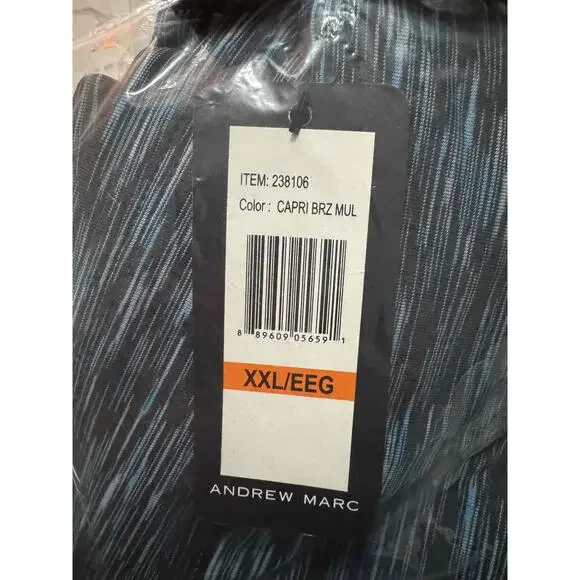 ITEM: 238106
Color : CAPRI BRZ MUL
8 89609 05659 1
XXL/EEG
ANDREW MARC